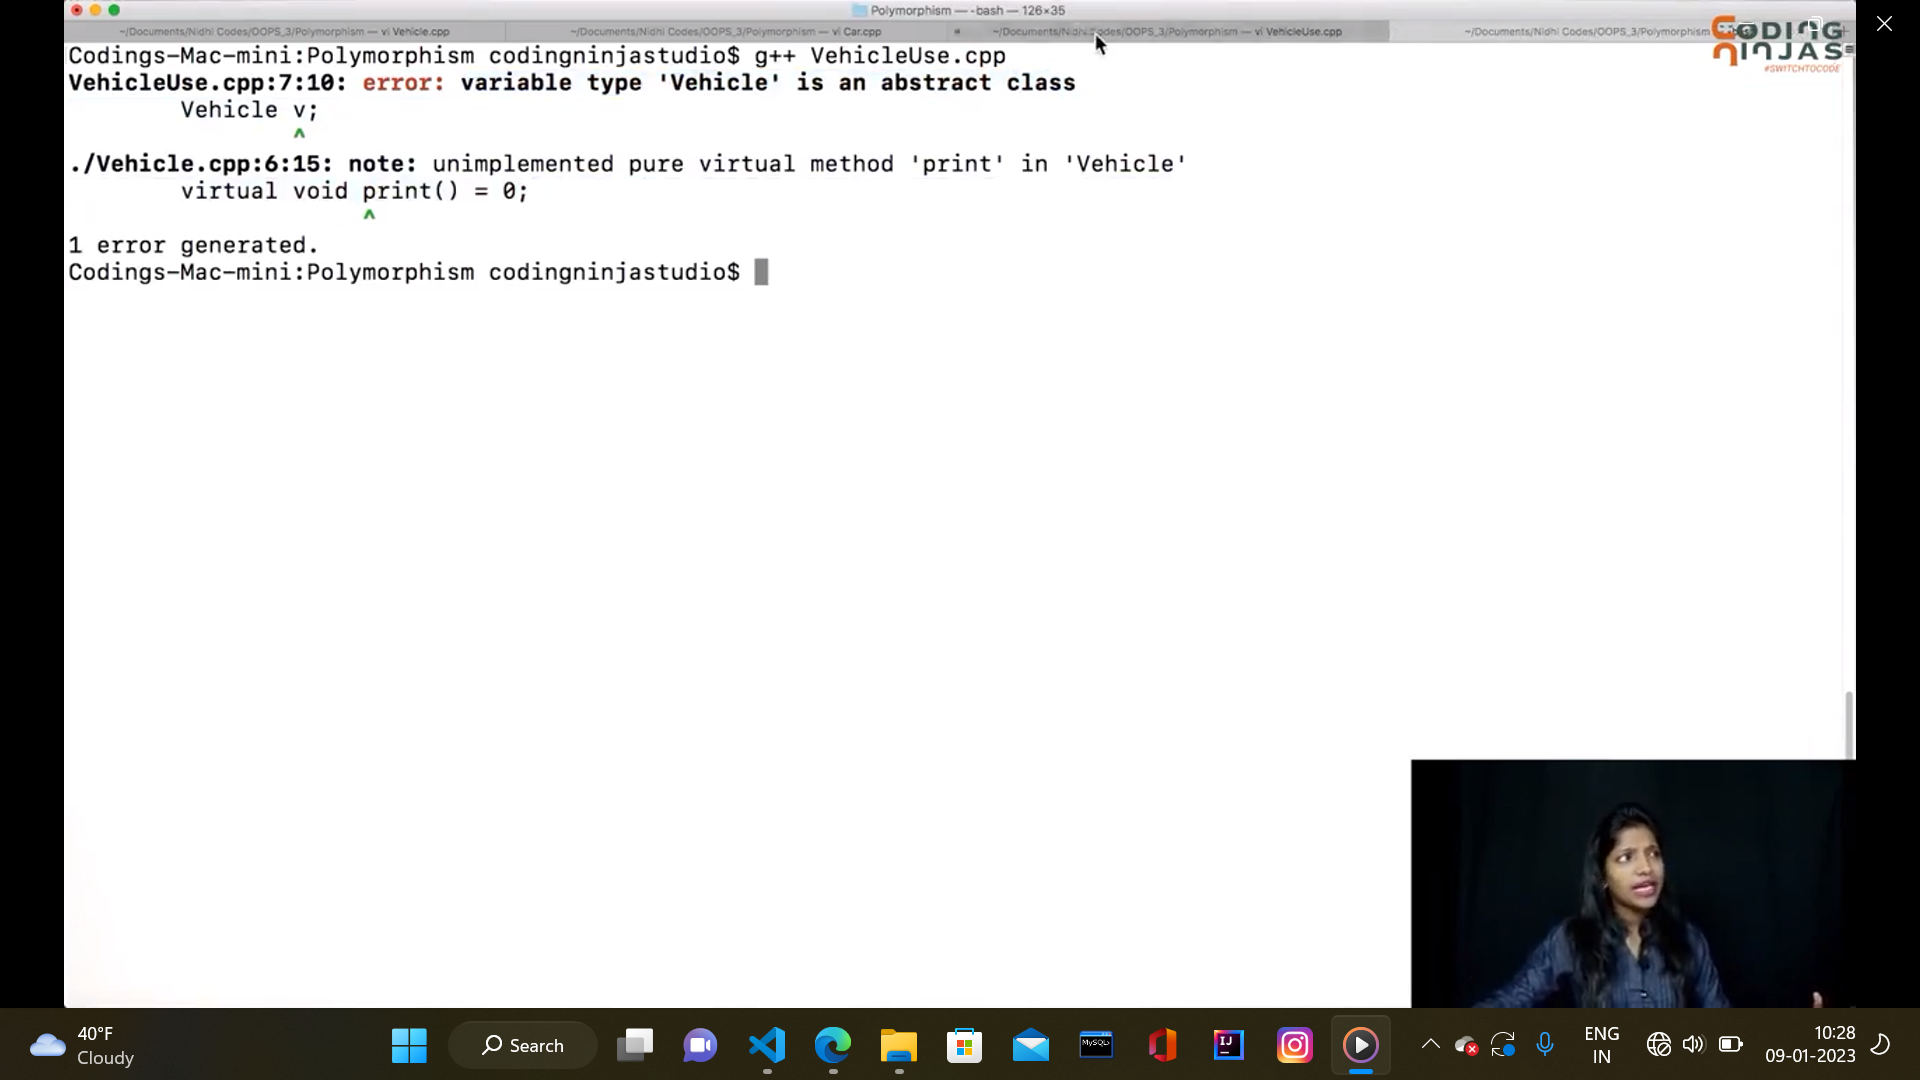 Polymorphism — -bash — 126×35
~/Documents/Nidhi Codes/OOPS_3/Polymorphism — vi Vehicle.cpp
~/Documents/Nidhi Codes/OOPS_3/Polymorphism — vi Car.cpp
~/Documents/Nidhi Codes/OOPS_3/Polymorphism — vi VehicleUse.cpp
~/Documents/Nidhi Codes/OOPS_3/Polymorphism
CODING
NINJAS
#SWITCHTOCODE
Codings-Mac-mini:Polymorphism codingninjastudio$ g++ VehicleUse.cpp
VehicleUse.cpp:7:10: error: variable type 'Vehicle' is an abstract class
Vehicle v;
^
./Vehicle.cpp:6:15: note: unimplemented pure virtual method 'print' in 'Vehicle'
virtual void print() = 0;
^
1 error generated.
Codings-Mac-mini:Polymorphism codingninjastudio$
40°F
Cloudy
Search
MySQL
IJ
ENG
IN
10:28
09-01-2023